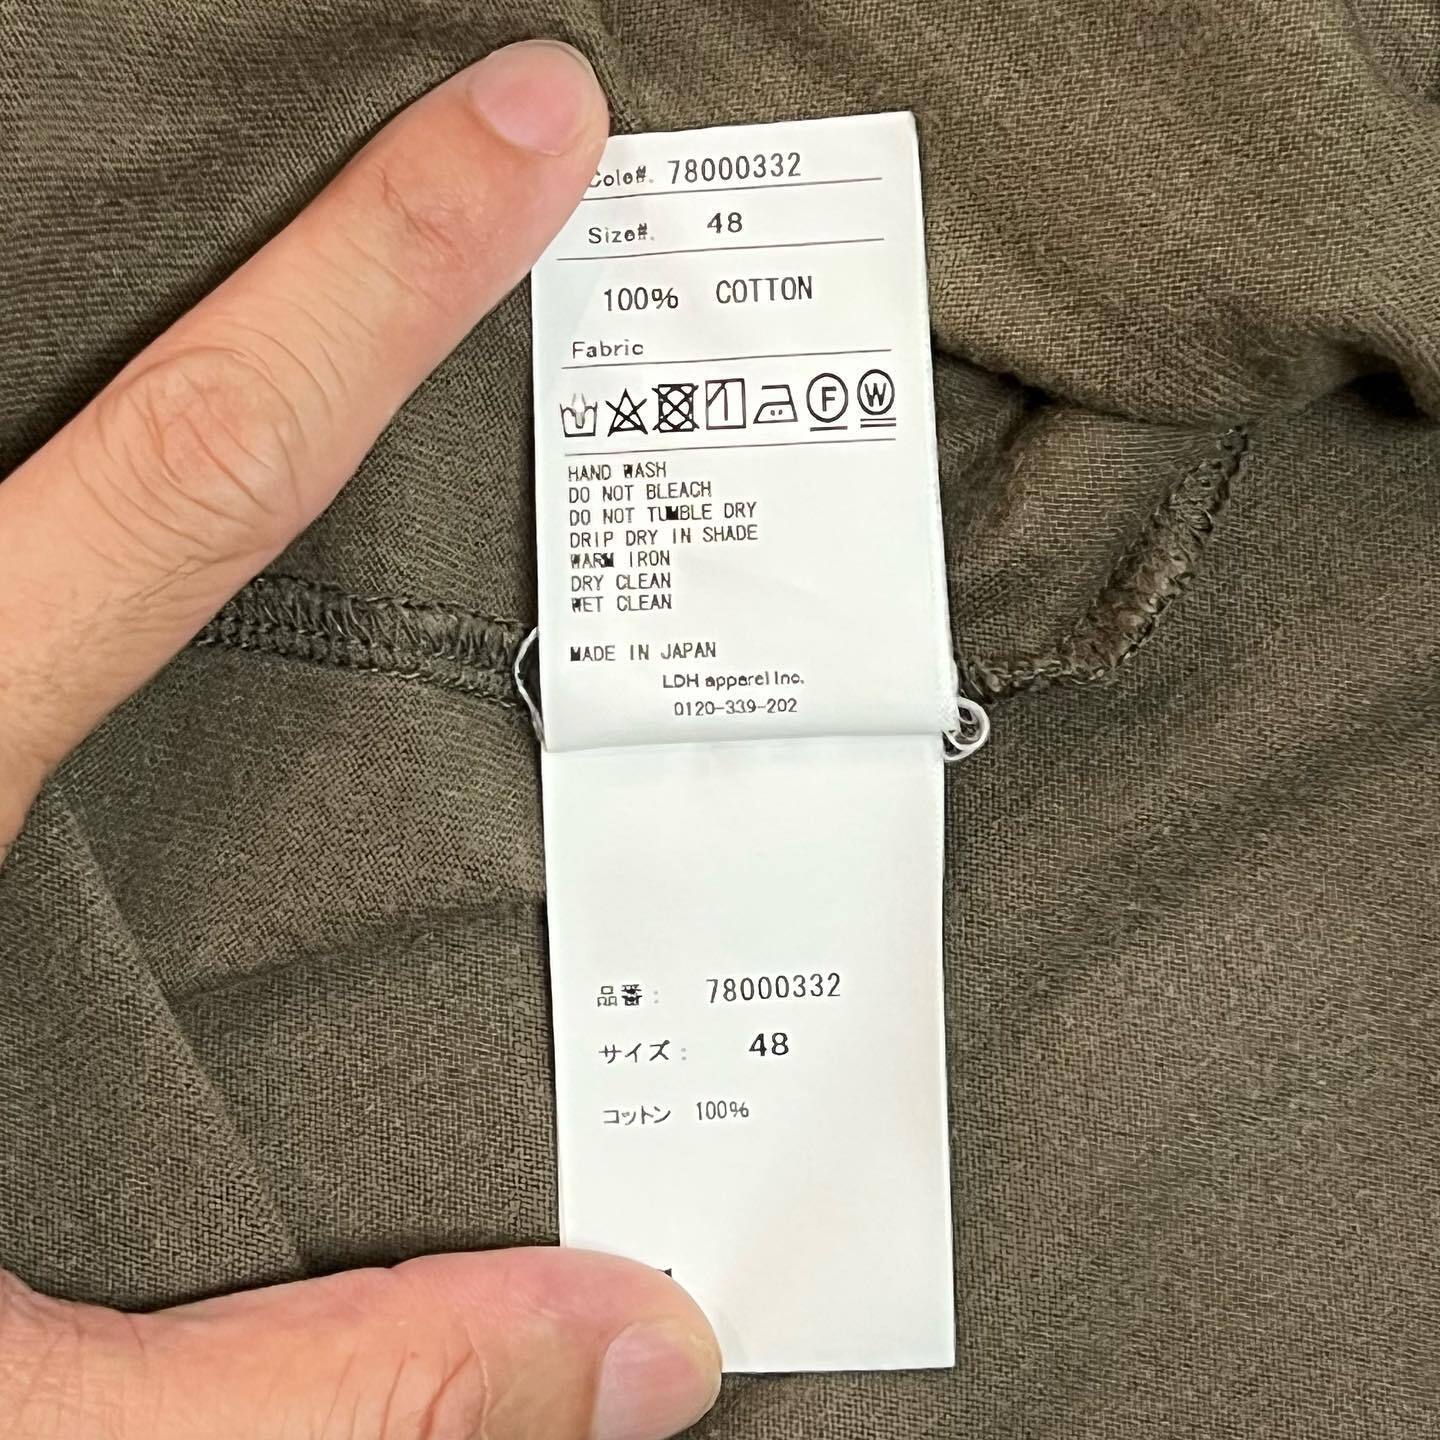 Cole#. 78000332
Size#. 48
100% COTTON
Fabric
F W
HAND WASH
DO NOT BLEACH
DO NOT TUMBLE DRY
DRIP DRY IN SHADE
WARM IRON
DRY CLEAN
WET CLEAN
MADE IN JAPAN
LDH apparel Inc.
0120-339-202
品番: 78000332
サイズ: 48
コットン 100%